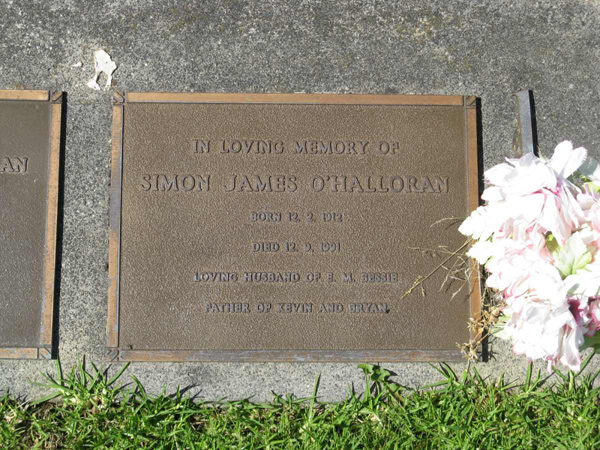 IN LOVING MEMORY OF
SIMON JAMES O'HALLORAN
BORN 12. 2. 1912
DIED 12. 9. 1991
LOVING HUSBAND OF E. M. BESSIE
FATHER OF KEVIN AND BRYAN
AN